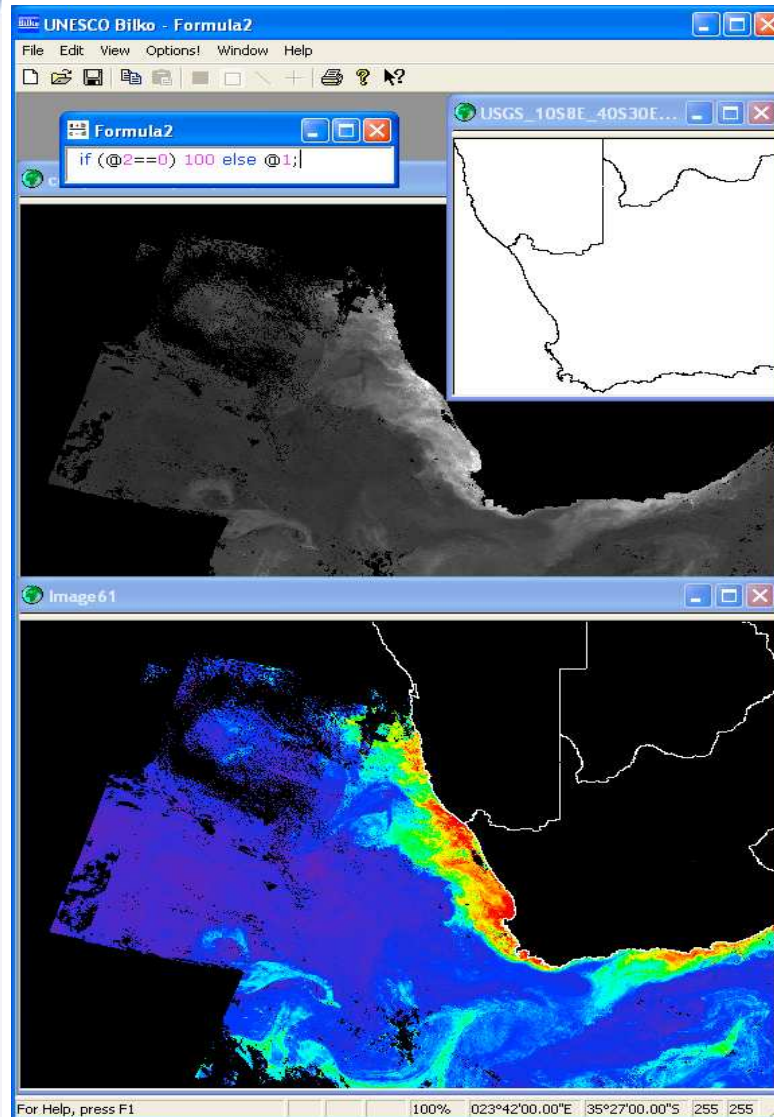 UNESCO Bilko - Formula2
File Edit View Options! Window Help
Formula2
USGS_10S8E_40S30E...
if (@2==0) 100 else @1;
Image61
For Help, press F1 100% 023°42'00.00"E 35°27'00.00"S 255 255